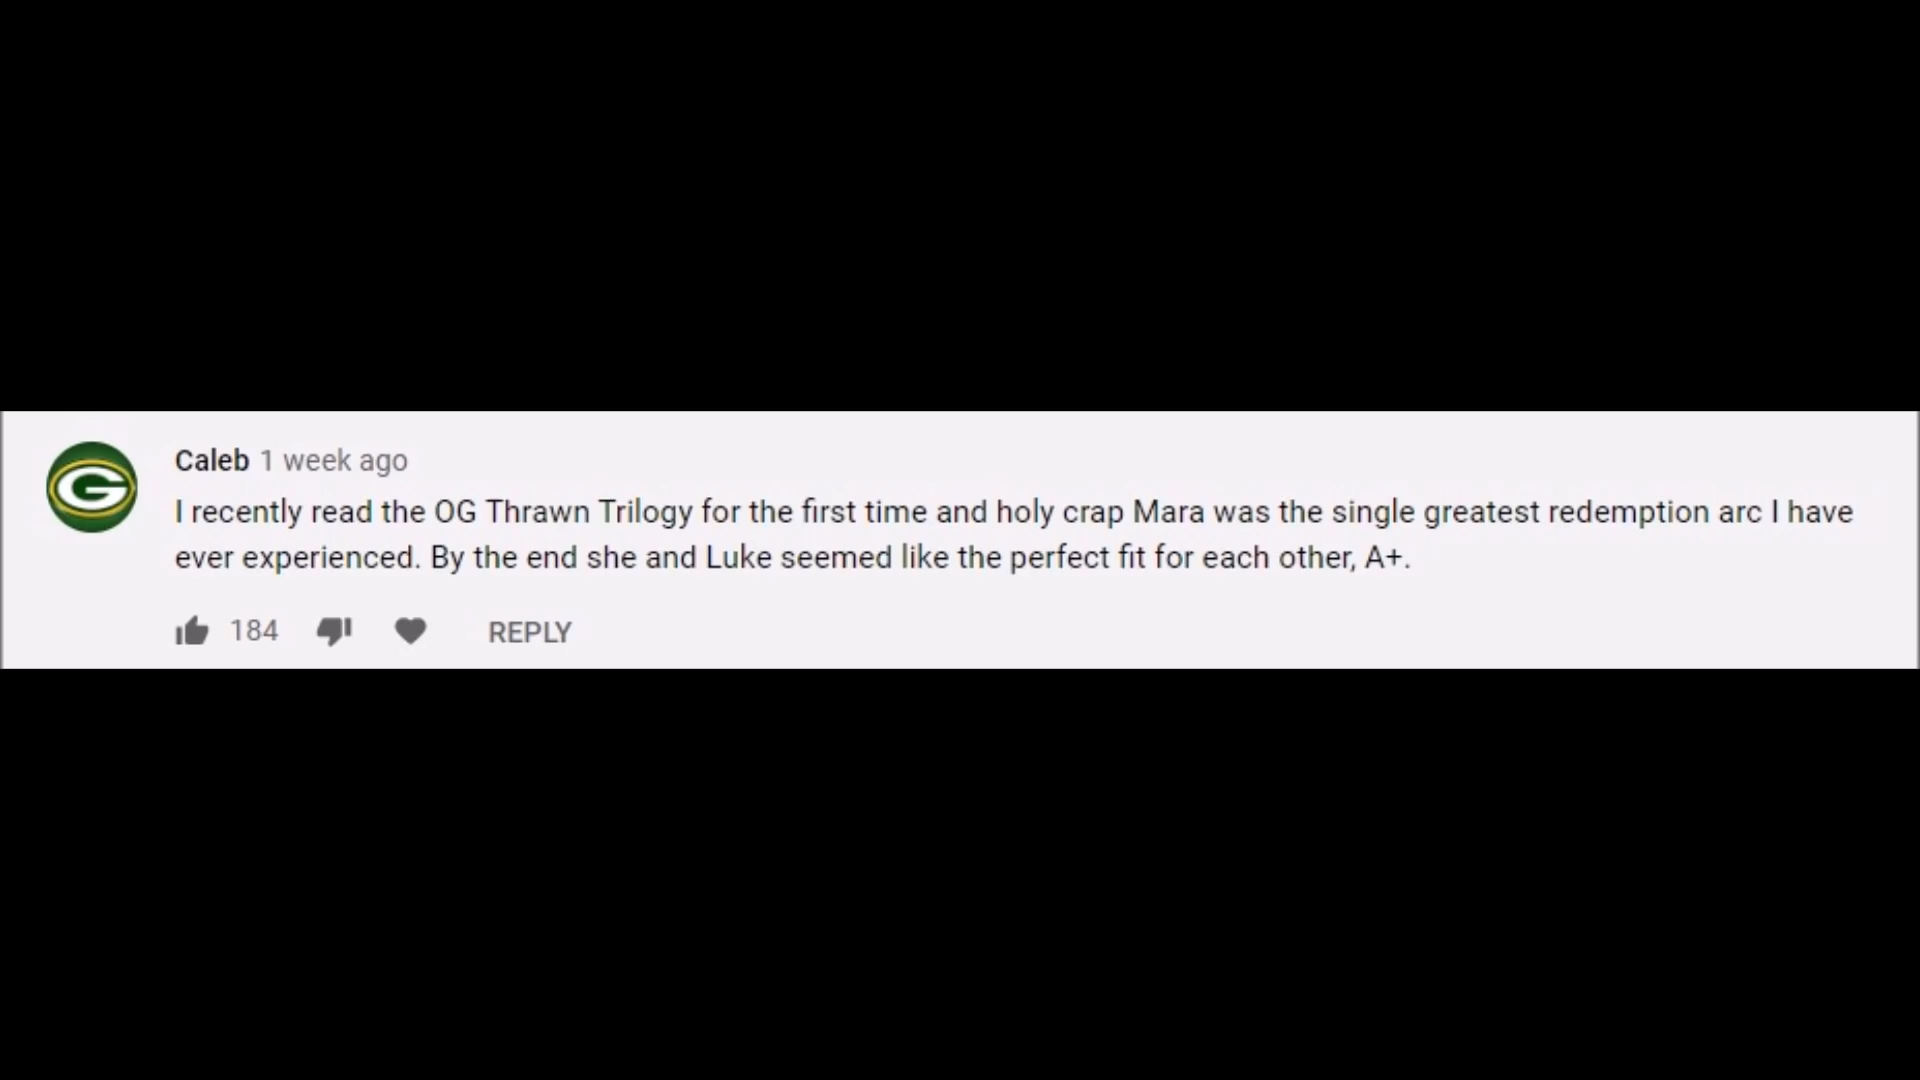 G
Caleb 1 week ago
I recently read the OG Thrawn Trilogy for the first time and holy crap Mara was the single greatest redemption arc I have
ever experienced. By the end she and Luke seemed like the perfect fit for each other, A+.
184 REPLY